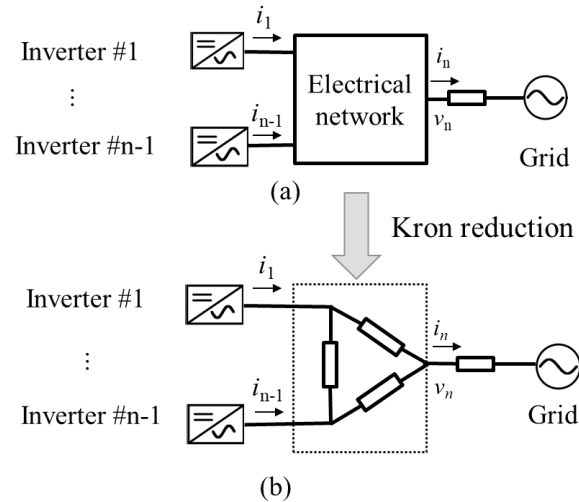 Inverter #1
i1
⋮
Electrical
network
in
in-1
vn
Inverter #n-1
Grid
(a)
Kron reduction
Inverter #1
i1
⋮
in
in-1
vn
Inverter #n-1
Grid
(b)